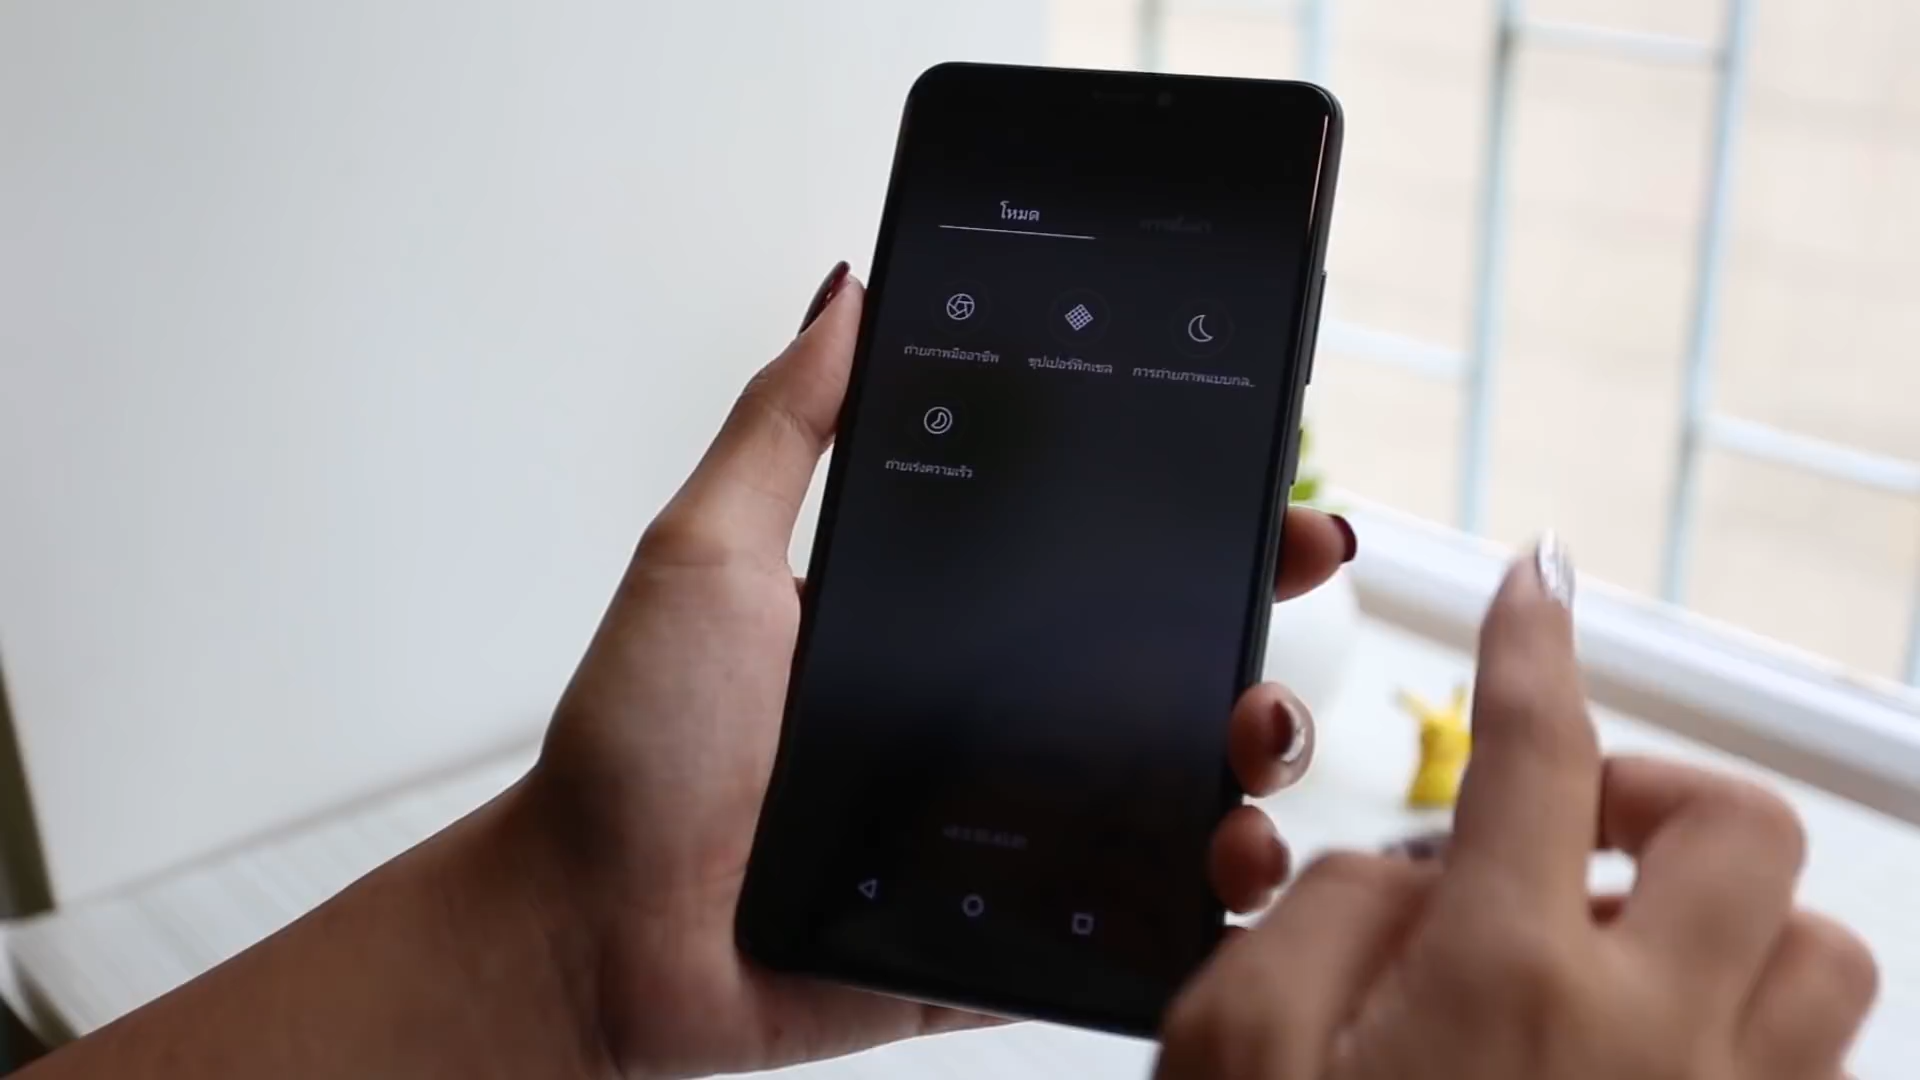 โหมด
ถ่ายภาพมืออาชีพ
ซุปเปอร์พิกเซล
การถ่ายภาพแบบกล...
ถ่ายเร่งความเร็ว